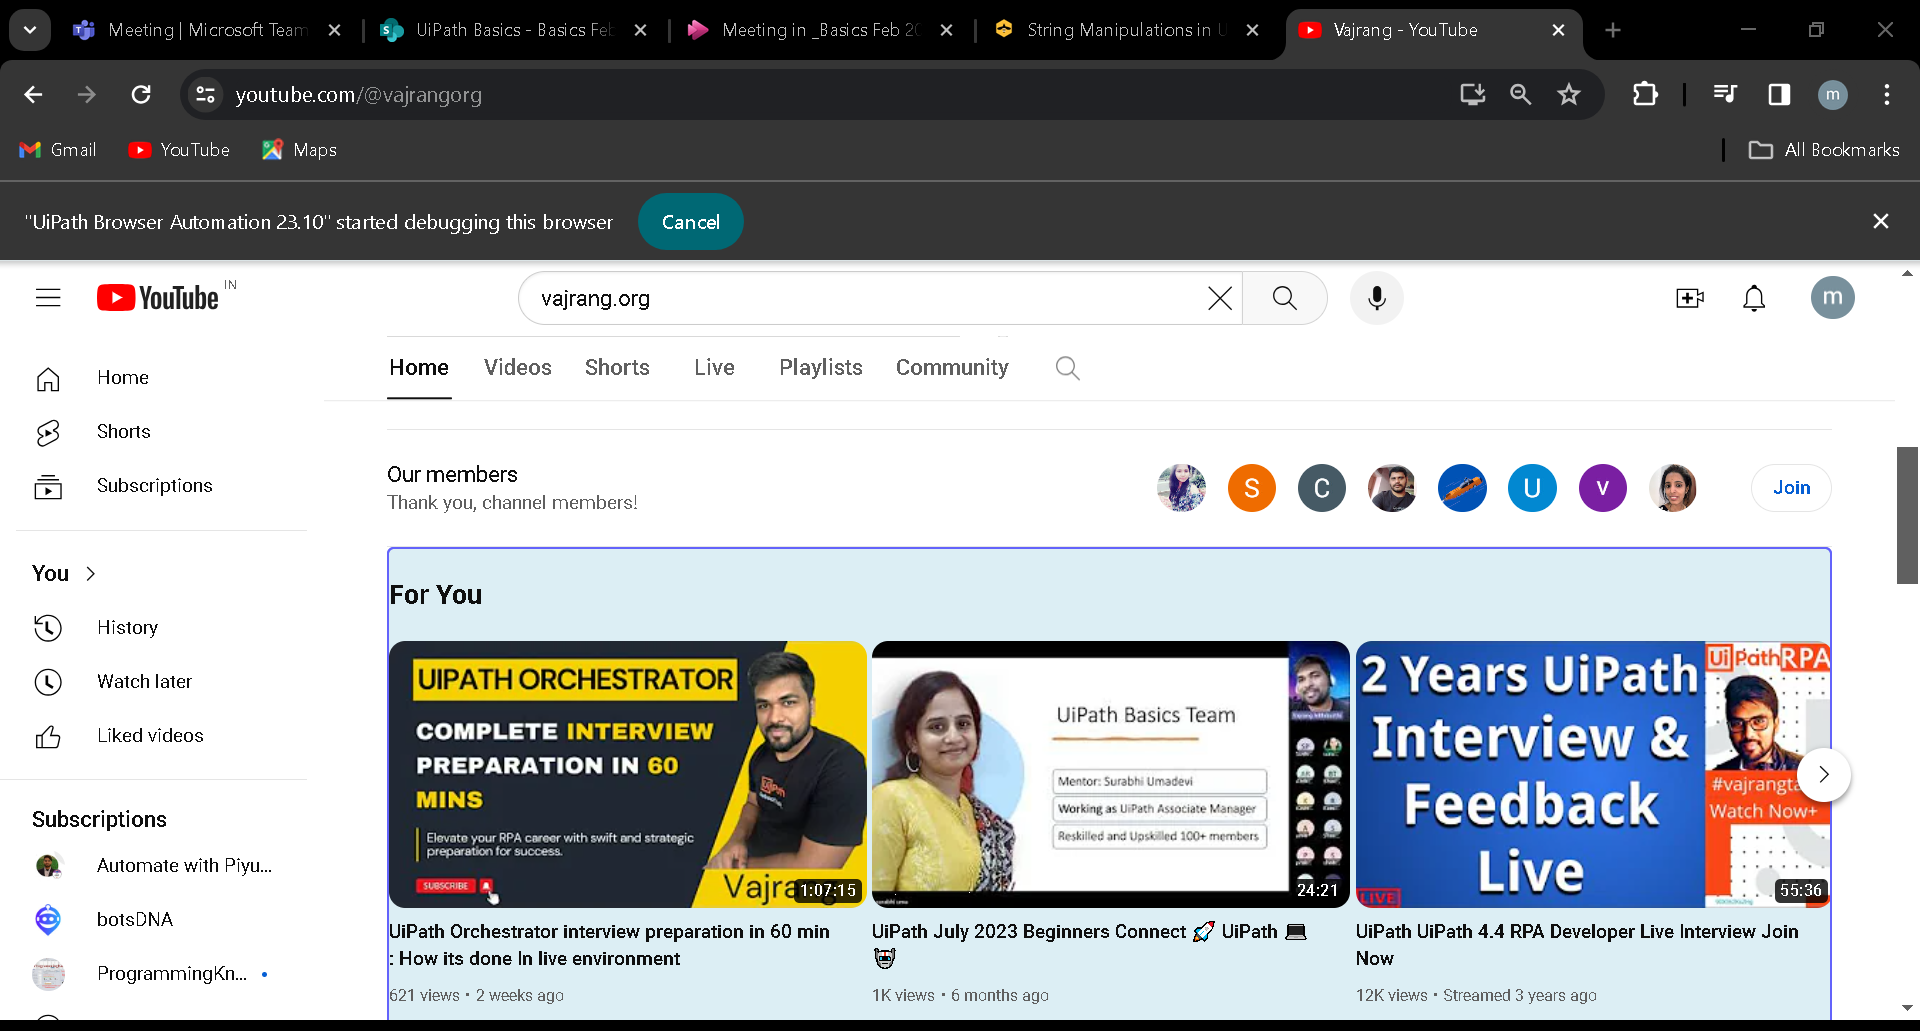 Meeting | Microsoft Team
UiPath Basics - Basics Feb
Meeting in _Basics Feb 20
String Manipulations in U
Vajrang - YouTube
youtube.com/@vajrangorg
m
Gmail
YouTube
Maps
All Bookmarks
"UiPath Browser Automation 23.10" started debugging this browser
Cancel
YouTube IN
vajrang.org
m
Home
Shorts
Subscriptions
You
History
Watch later
Liked videos
Subscriptions
Automate with Piyu...
botsDNA
ProgrammingKn...
Home Videos Shorts Live Playlists Community
Our members
Thank you, channel members!
S C U V
Join
For You
UIPATH ORCHESTRATOR
COMPLETE INTERVIEW
PREPARATION IN 60
MINS
Elevate your RPA career with swift and strategic
preparation for success.
SUBSCRIBE
UiPath
1:07:15
UiPath Orchestrator interview preparation in 60 min
: How its done In live environment
621 views • 2 weeks ago
UiPath Basics Team
Mentor: Surabhi Umadevi
Working as UiPath Associate Manager
Reskilled and Upskilled 100+ members
24:21
UiPath July 2023 Beginners Connect 🚀 UiPath 💻
🤖
1K views • 6 months ago
2 Years UiPath
Interview &
Feedback
Live
UiPath RPA
Watch Now+
LIVE
55:36
UiPath UiPath 4.4 RPA Developer Live Interview Join
Now
12K views • Streamed 3 years ago